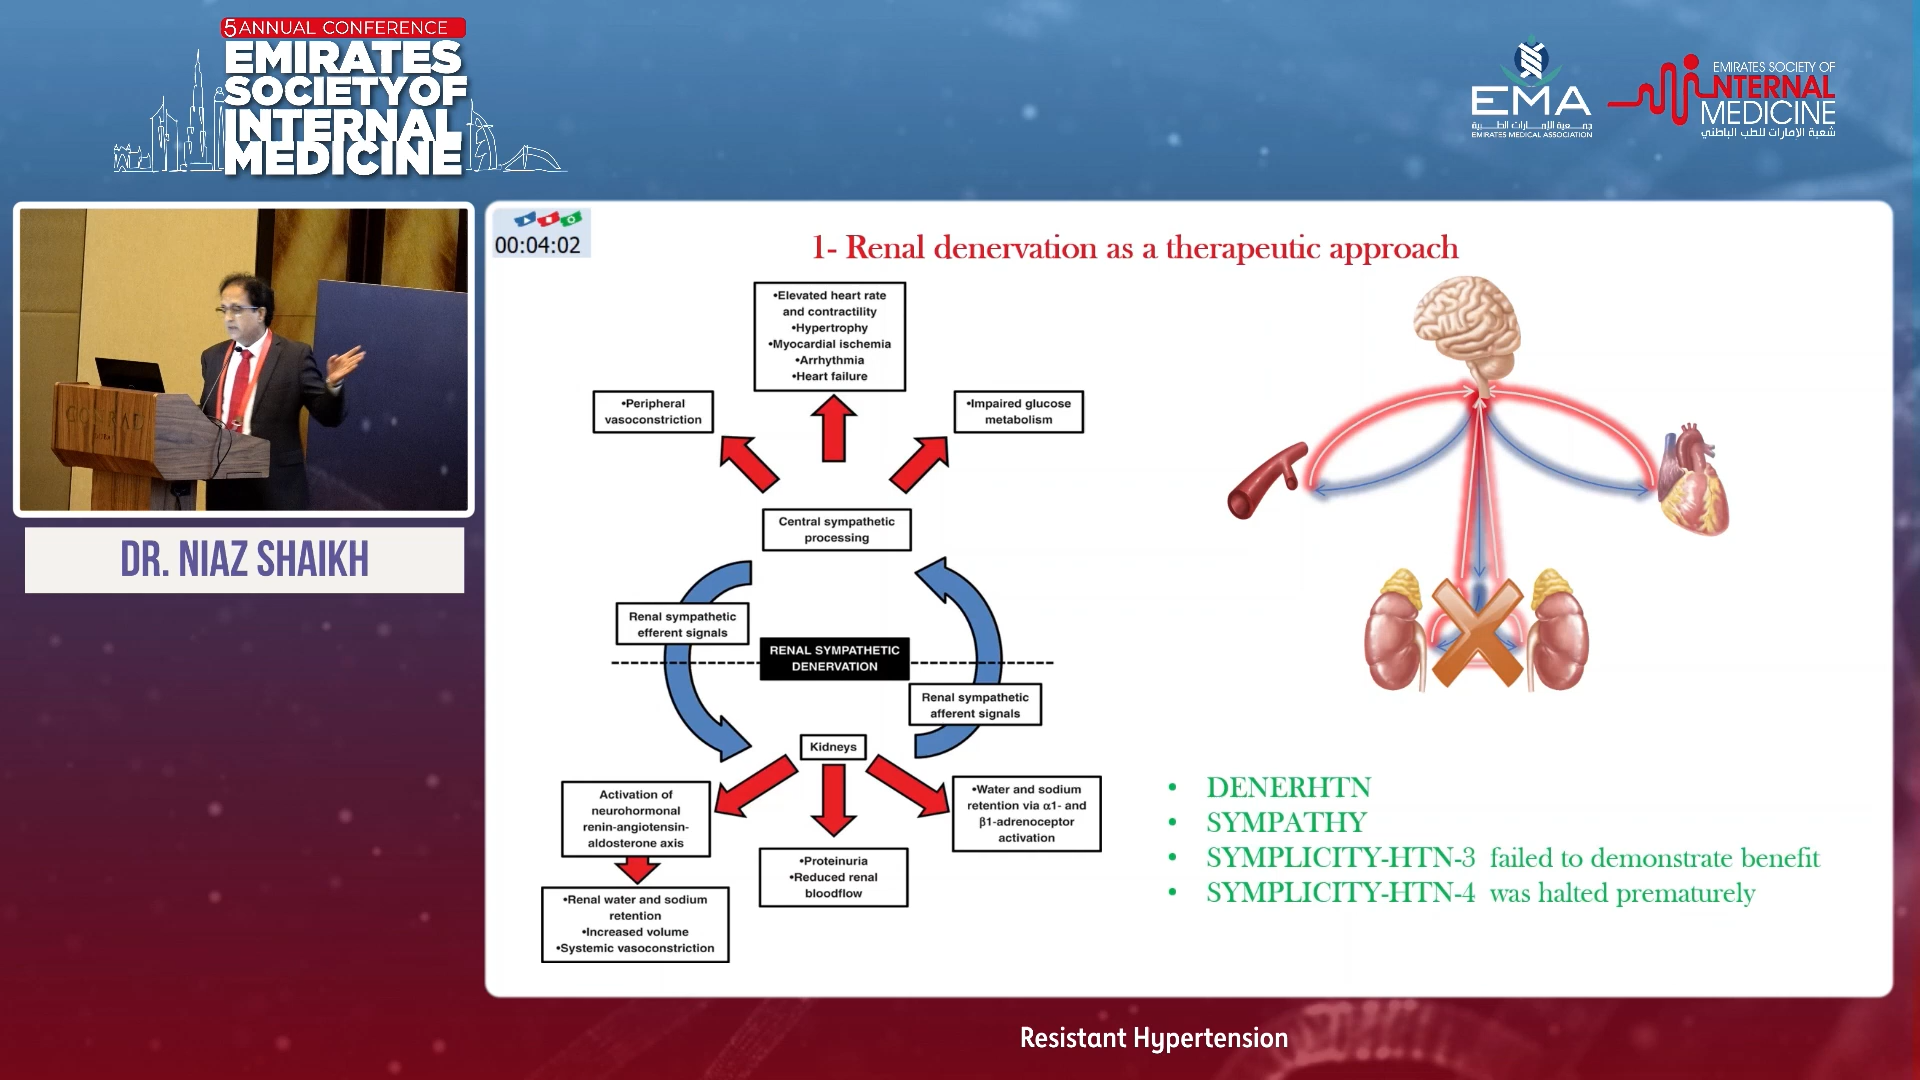 5 ANNUAL CONFERENCE
EMIRATES
SOCIETY OF
INTERNAL
MEDICINE
EMA
جمعية الإمارات الطبية
EMIRATES MEDICAL ASSOCIATION
EMIRATES SOCIETY OF
INTERNAL
MEDICINE
شعبة الإمارات للطب الباطني
CONRAD
DR. NIAZ SHAIKH
00:04:02
1- Renal denervation as a therapeutic approach
•Elevated heart rate
and contractility
•Hypertrophy
•Myocardial ischemia
•Arrhythmia
•Heart failure
•Peripheral
vasoconstriction
•Impaired glucose
metabolism
Central sympathetic
processing
Renal sympathetic
efferent signals
RENAL SYMPATHETIC
DENERVATION
Renal sympathetic
afferent signals
Kidneys
Activation of
neurohormonal
renin-angiotensin-
aldosterone axis
•Water and sodium
retention via α1- and
β1-adrenoceptor
activation
•Proteinuria
•Reduced renal
bloodflow
•Renal water and sodium
retention
•Increased volume
•Systemic vasoconstriction
• DENERHTN
• SYMPATHY
• SYMPLICITY-HTN-3 failed to demonstrate benefit
• SYMPLICITY-HTN-4 was halted prematurely
Resistant Hypertension